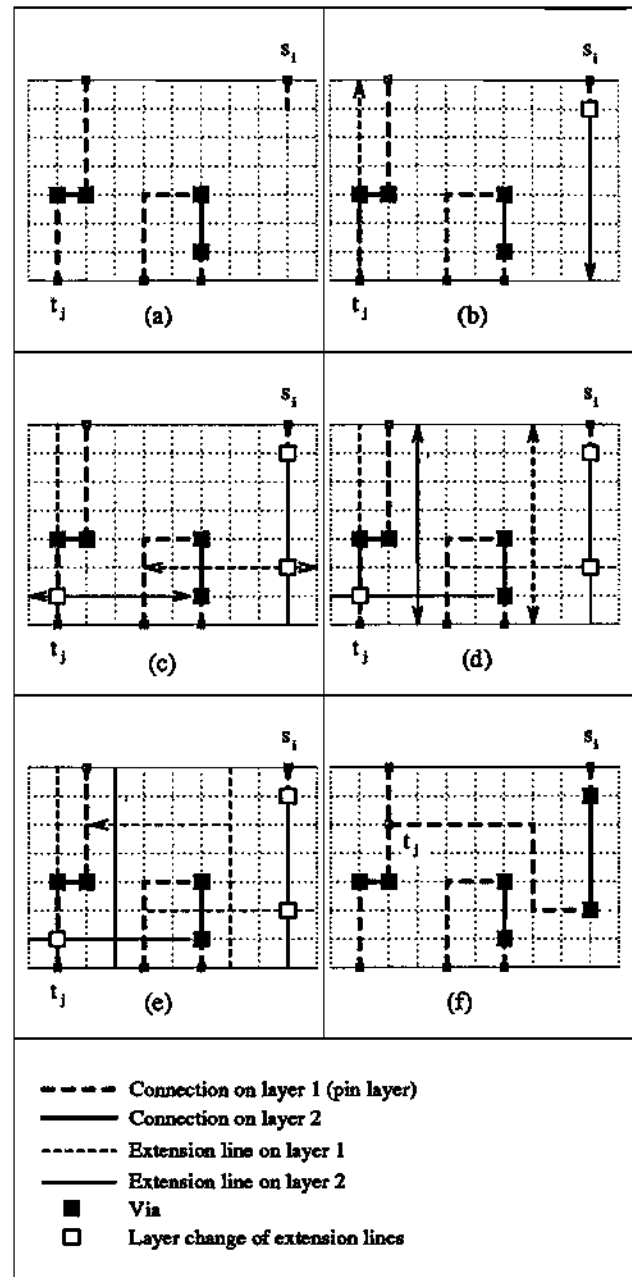 s_i
s_i
t_j
(a)
t_j
(b)
s_i
s_i
t_j
(c)
t_j
(d)
s_i
s_i
t_j
t_j
(e)
(f)
Connection on layer 1 (pin layer)
Connection on layer 2
Extension line on layer 1
Extension line on layer 2
Via
Layer change of extension lines